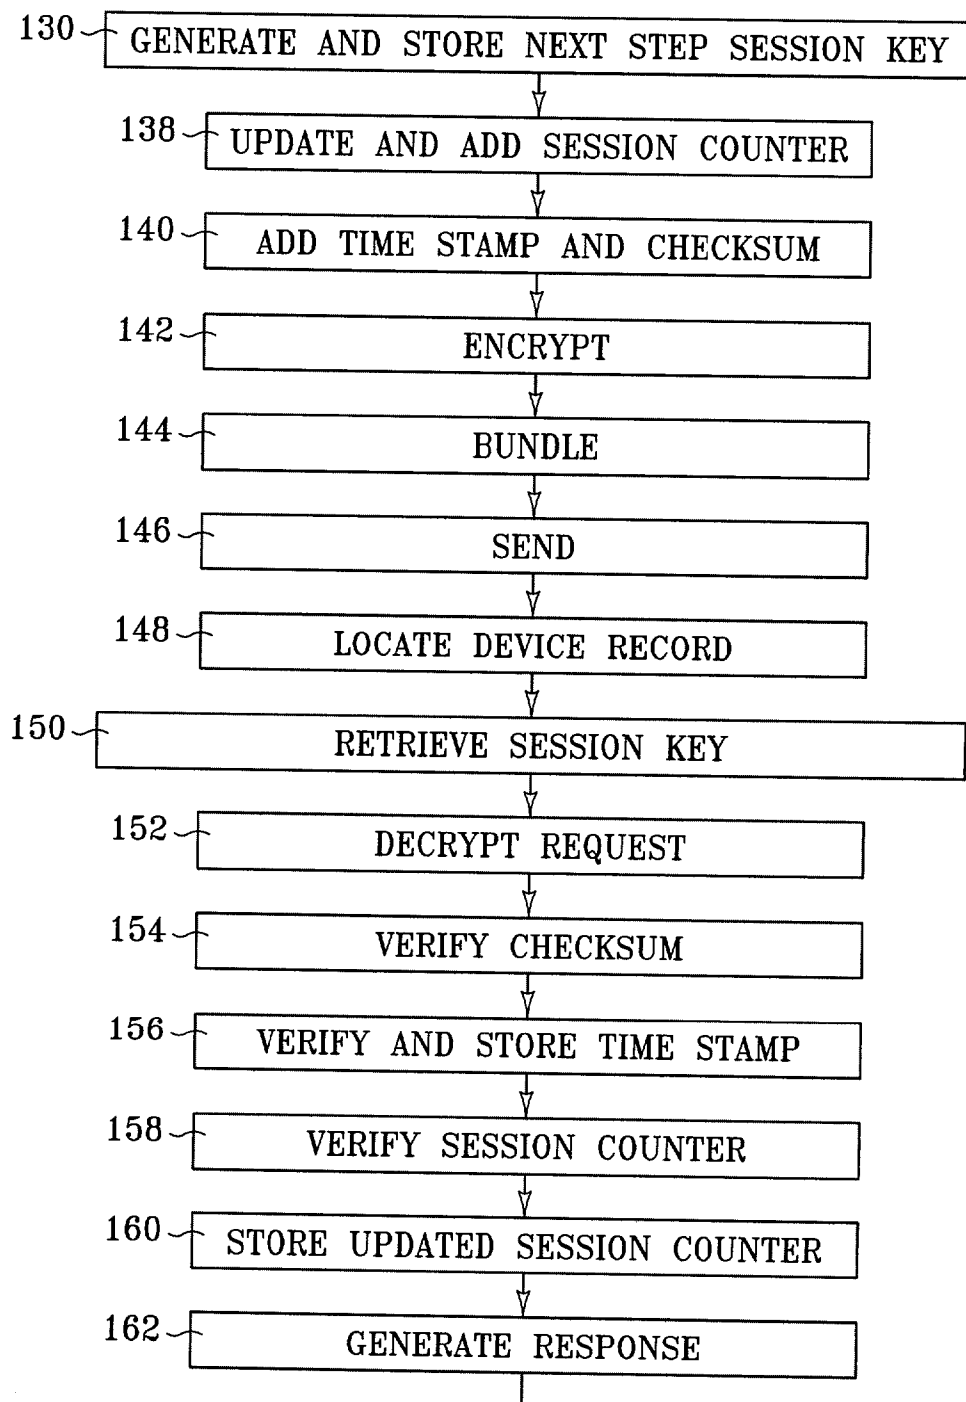 130 GENERATE AND STORE NEXT STEP SESSION KEY
138 UPDATE AND ADD SESSION COUNTER
140 ADD TIME STAMP AND CHECKSUM
142 ENCRYPT
144 BUNDLE
146 SEND
148 LOCATE DEVICE RECORD
150 RETRIEVE SESSION KEY
152 DECRYPT REQUEST
154 VERIFY CHECKSUM
156 VERIFY AND STORE TIME STAMP
158 VERIFY SESSION COUNTER
160 STORE UPDATED SESSION COUNTER
162 GENERATE RESPONSE